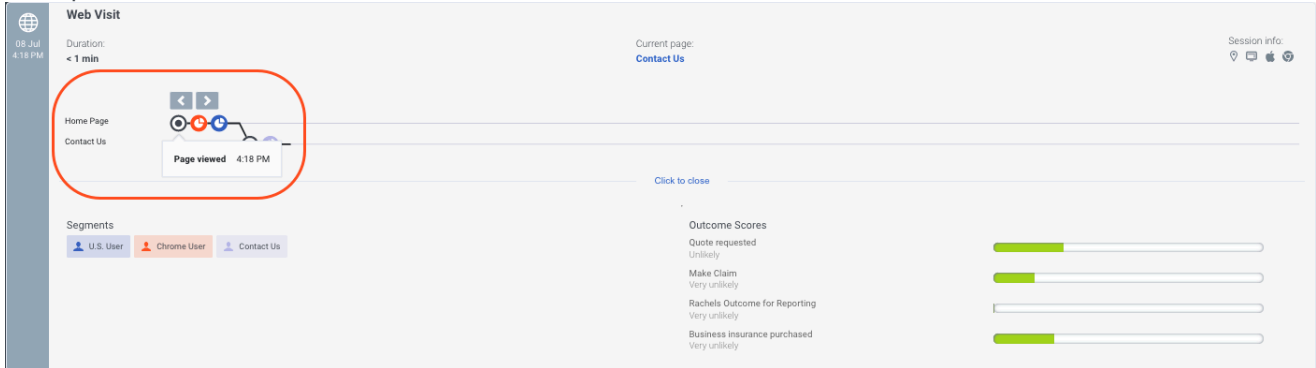 Web Visit
08 Jul
4:18 PM
Duration:
< 1 min
Current page:
Contact Us
Session info:
Home Page
Contact Us
Page viewed 4:18 PM
Click to close
Segments
U.S. User
Chrome User
Contact Us
Outcome Scores
Quote requested
Unlikely
Make Claim
Very unlikely
Rachels Outcome for Reporting
Very unlikely
Business insurance purchased
Very unlikely